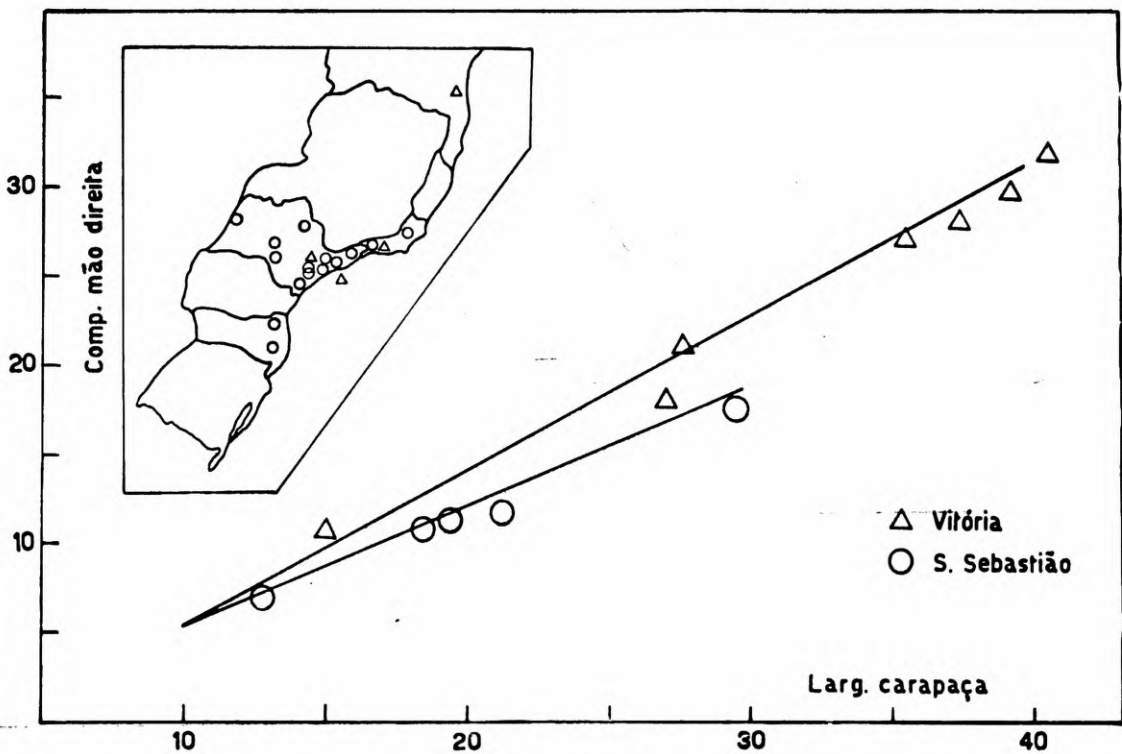 Comp. mão direita
30
20
10
△ Vitória
○ S. Sebastião
Larg. carapaça
10
20
30
40